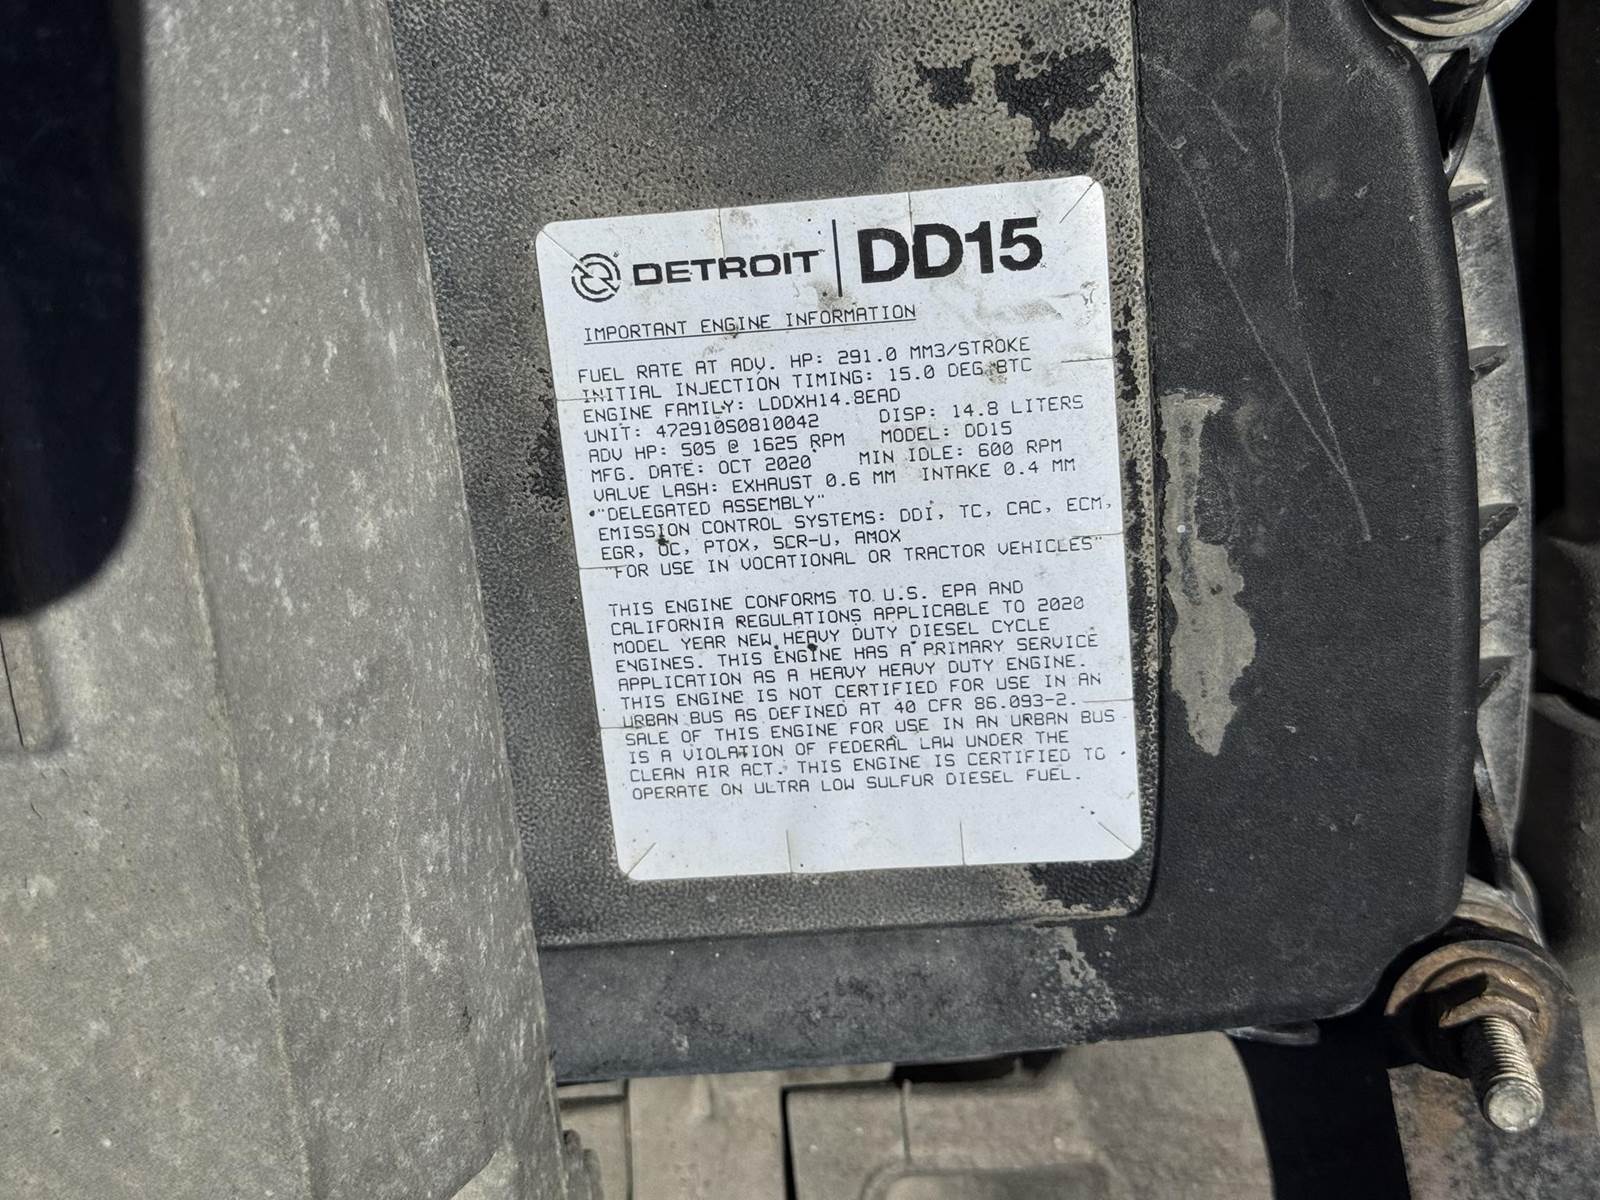 DETROIT | DD15
IMPORTANT ENGINE INFORMATION
FUEL RATE AT ADV. HP: 291.0 MM3/STROKE
INITIAL INJECTION TIMING: 15.0 DEG BTC
ENGINE FAMILY: LDDXH14.8EAD
UNIT: 472910S0810042 DISP: 14.8 LITERS
ADV HP: 505 @ 1625 RPM MODEL: DD15
MFG. DATE: OCT 2020 MIN IDLE: 600 RPM
VALVE LASH: EXHAUST 0.6 MM INTAKE 0.4 MM
"DELEGATED ASSEMBLY"
EMISSION CONTROL SYSTEMS: DDI, TC, CAC, ECM,
EGR, OC, PTOX, SCR-U, AMOX
"FOR USE IN VOCATIONAL OR TRACTOR VEHICLES"
THIS ENGINE CONFORMS TO U.S. EPA AND
CALIFORNIA REGULATIONS APPLICABLE TO 2020
MODEL YEAR NEW HEAVY DUTY DIESEL CYCLE
ENGINES. THIS ENGINE HAS A PRIMARY SERVICE
APPLICATION AS A HEAVY HEAVY DUTY ENGINE.
THIS ENGINE IS NOT CERTIFIED FOR USE IN AN
URBAN BUS AS DEFINED AT 40 CFR 86.093-2.
SALE OF THIS ENGINE FOR USE IN AN URBAN BUS
IS A VIOLATION OF FEDERAL LAW UNDER THE
CLEAN AIR ACT. THIS ENGINE IS CERTIFIED TO
OPERATE ON ULTRA LOW SULFUR DIESEL FUEL.